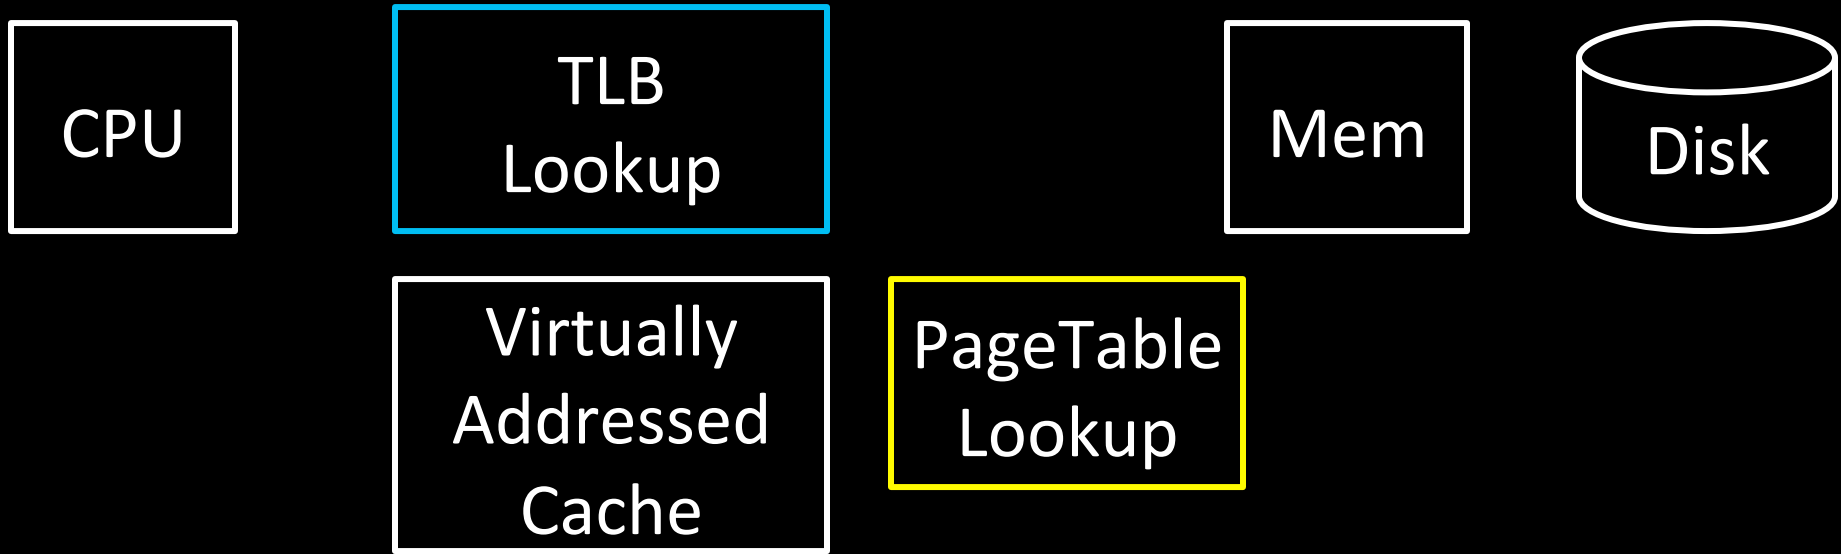 CPU
TLB
Lookup
Mem
Disk
Virtually
Addressed
Cache
PageTable
Lookup